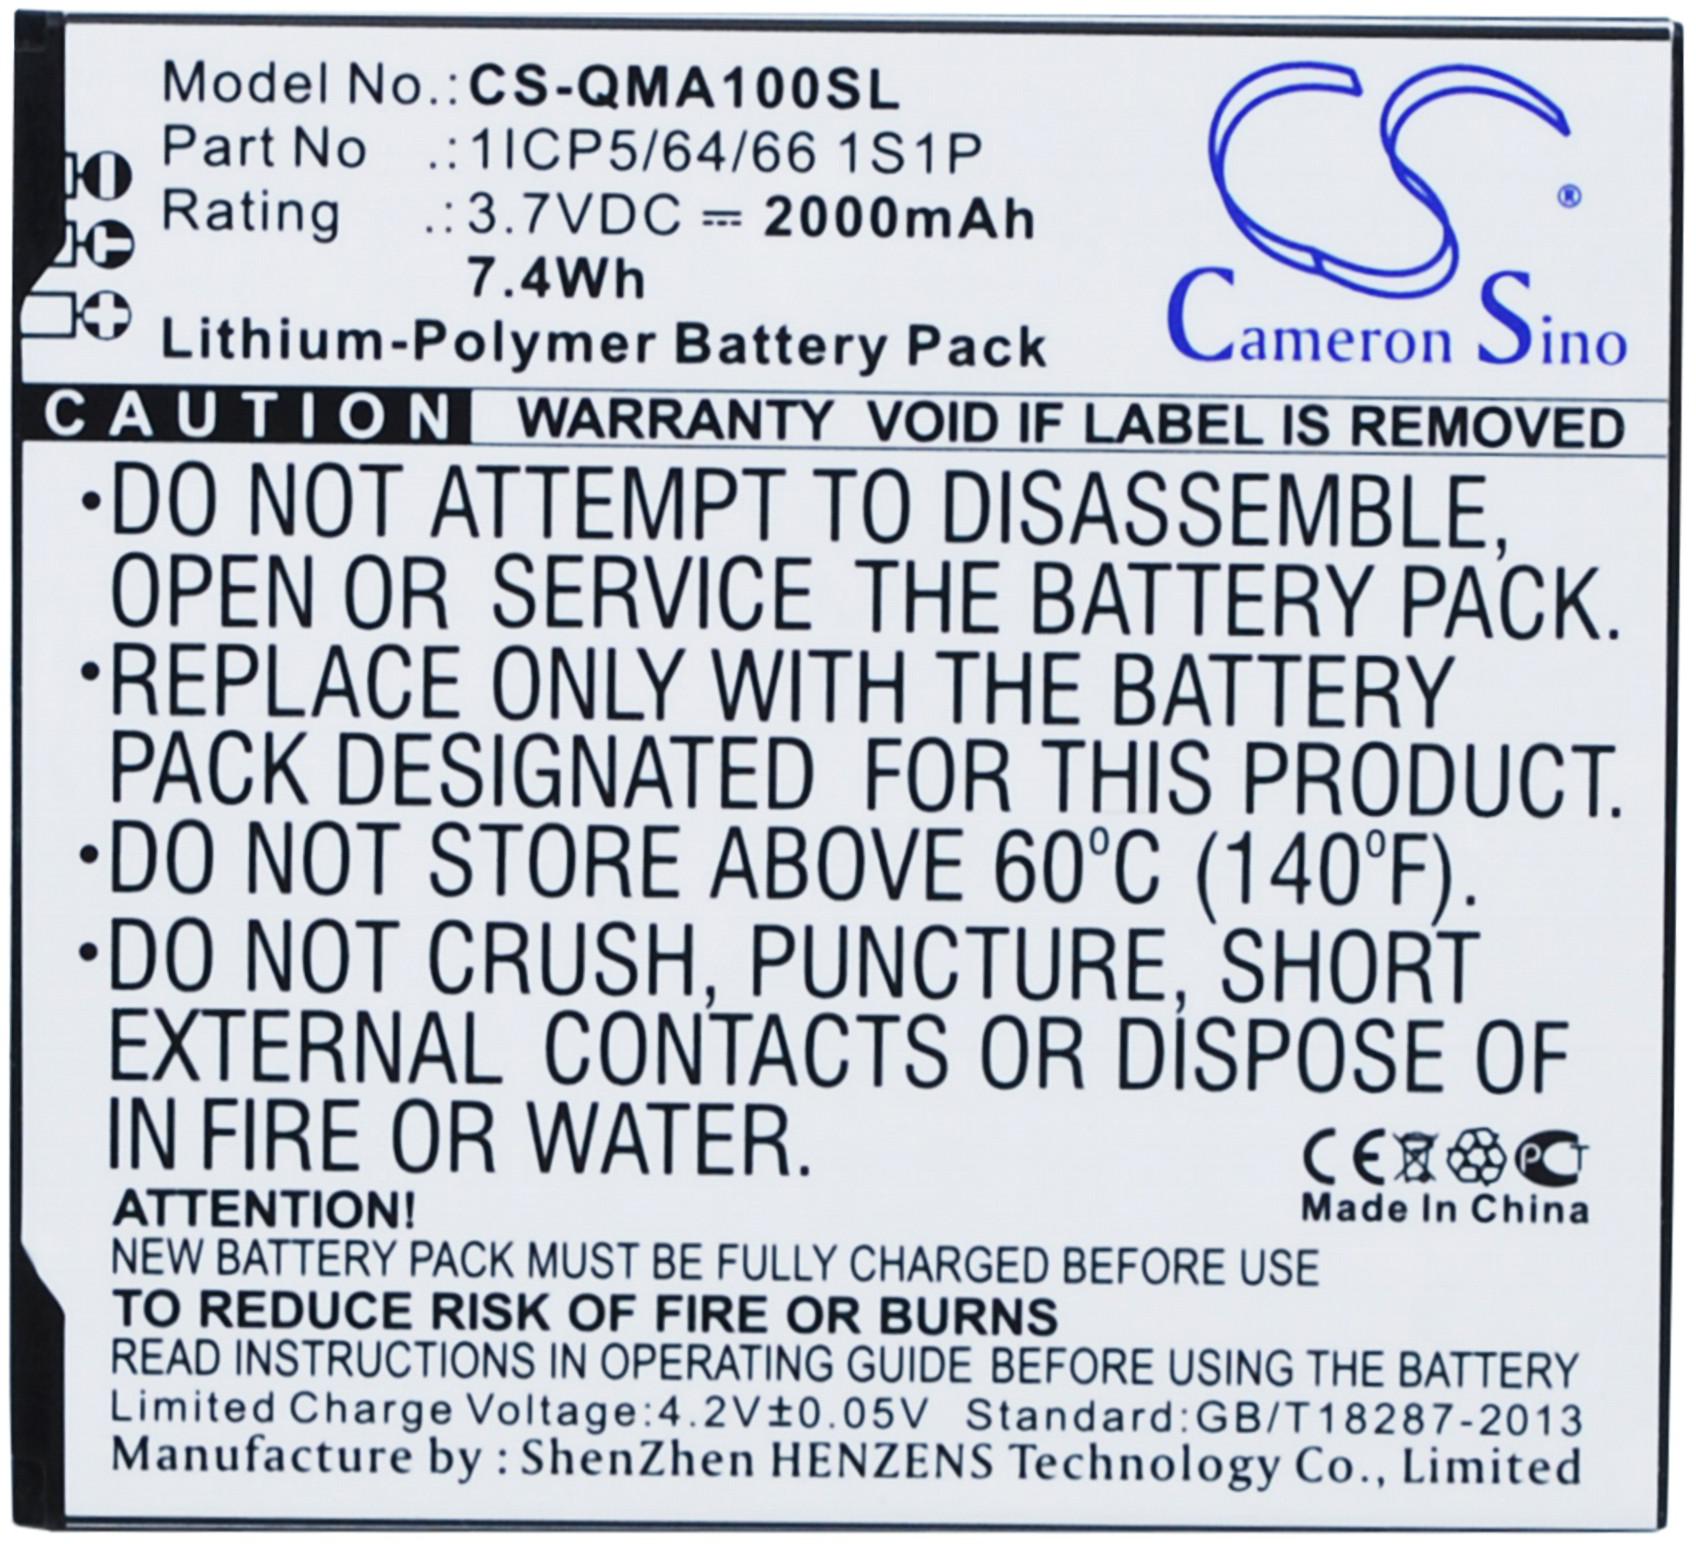 Model No.:CS-QMA100SL
Part No .:1ICP5/64/66 1S1P
Rating .:3.7VDC ⎓ 2000mAh
7.4Wh
Lithium-Polymer Battery Pack
®
Cameron Sino
CAUTION WARRANTY VOID IF LABEL IS REMOVED
•DO NOT ATTEMPT TO DISASSEMBLE,
OPEN OR SERVICE THE BATTERY PACK.
•REPLACE ONLY WITH THE BATTERY
PACK DESIGNATED FOR THIS PRODUCT.
•DO NOT STORE ABOVE 60°C (140°F).
•DO NOT CRUSH, PUNCTURE, SHORT
EXTERNAL CONTACTS OR DISPOSE OF
IN FIRE OR WATER.
CE PCT
Made In China
ATTENTION!
NEW BATTERY PACK MUST BE FULLY CHARGED BEFORE USE
TO REDUCE RISK OF FIRE OR BURNS
READ INSTRUCTIONS IN OPERATING GUIDE BEFORE USING THE BATTERY
Limited Charge Voltage:4.2V±0.05V Standard:GB/T18287-2013
Manufacture by : ShenZhen HENZENS Technology Co., Limited